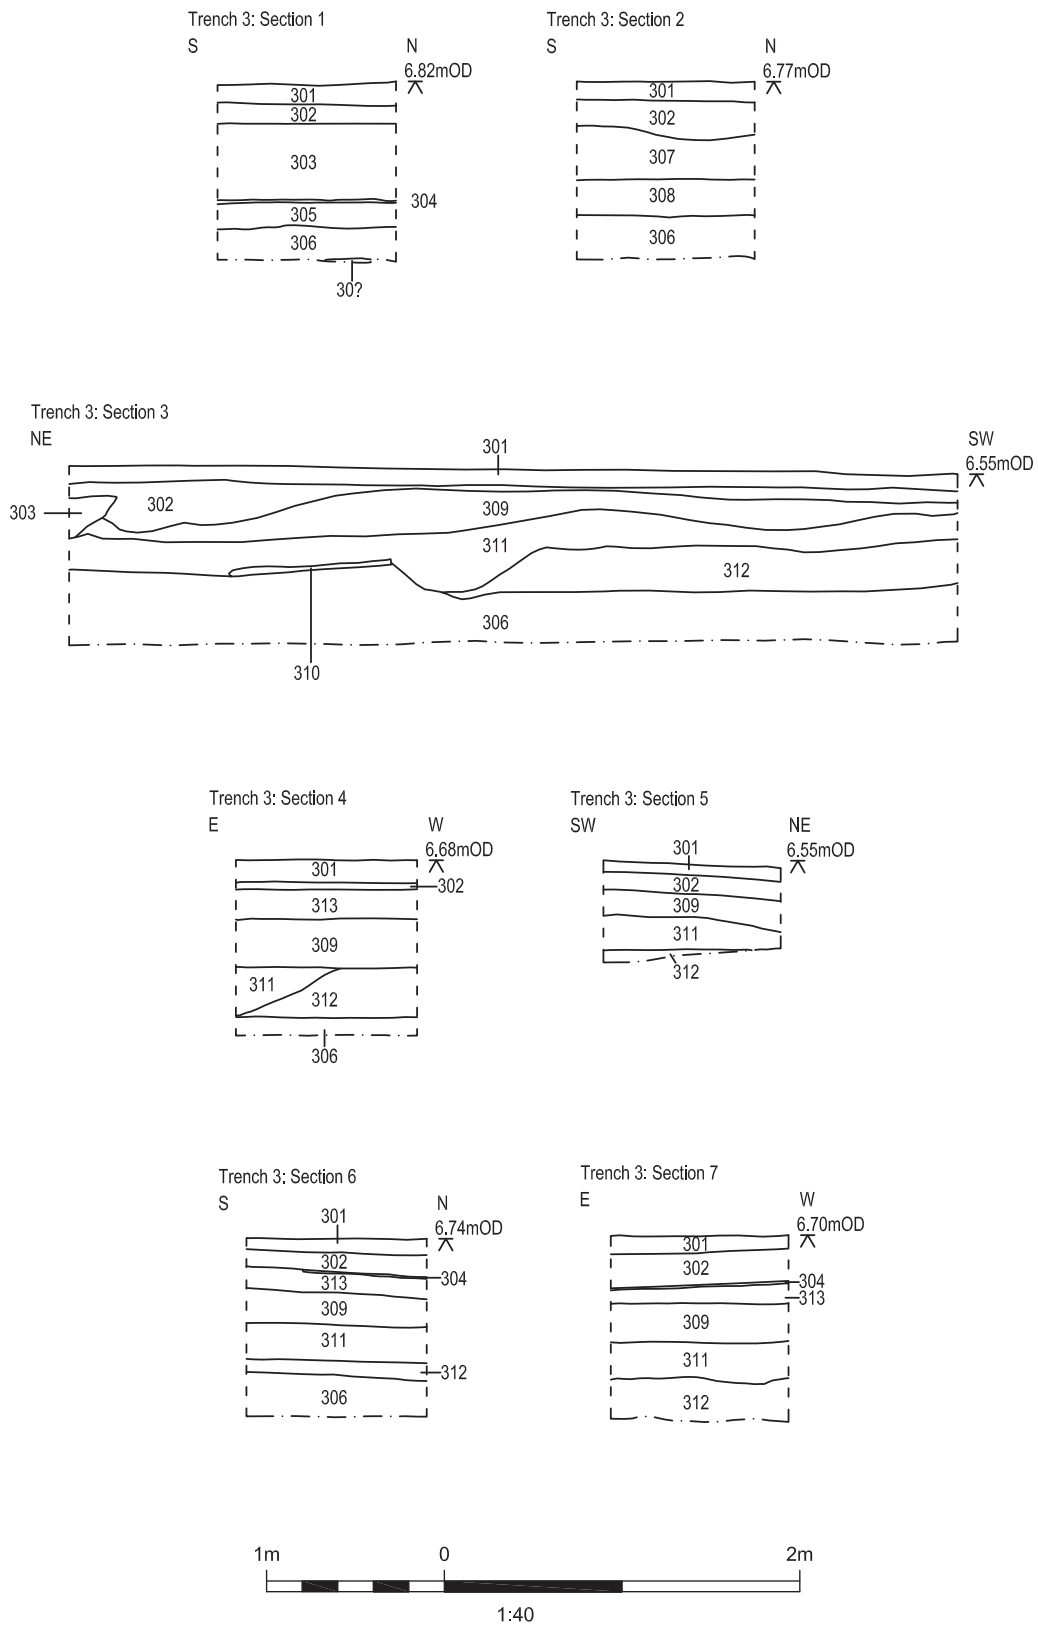 Trench 3: Section 1
S N
6.82mOD
301
302
303
304
305
306
30?
Trench 3: Section 2
S N
6.77mOD
301
302
307
308
306
Trench 3: Section 3
NE SW
6.55mOD
301
302
303
309
311
312
306
310
Trench 3: Section 4
E W
6.68mOD
301
302
313
309
311
312
306
Trench 3: Section 5
SW NE
6.55mOD
301
302
309
311
312
Trench 3: Section 6
S N
6.74mOD
301
302
304
313
309
311
312
306
Trench 3: Section 7
E W
6.70mOD
301
302
304
313
309
311
312
1m 0 2m
1:40